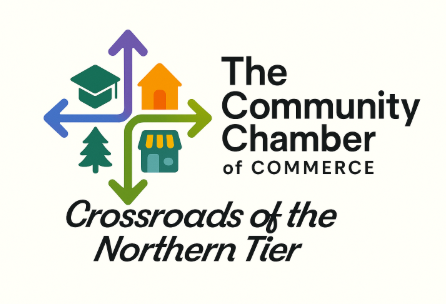 The
Community
Chamber
of COMMERCE
Crossroads of the
Northern Tier